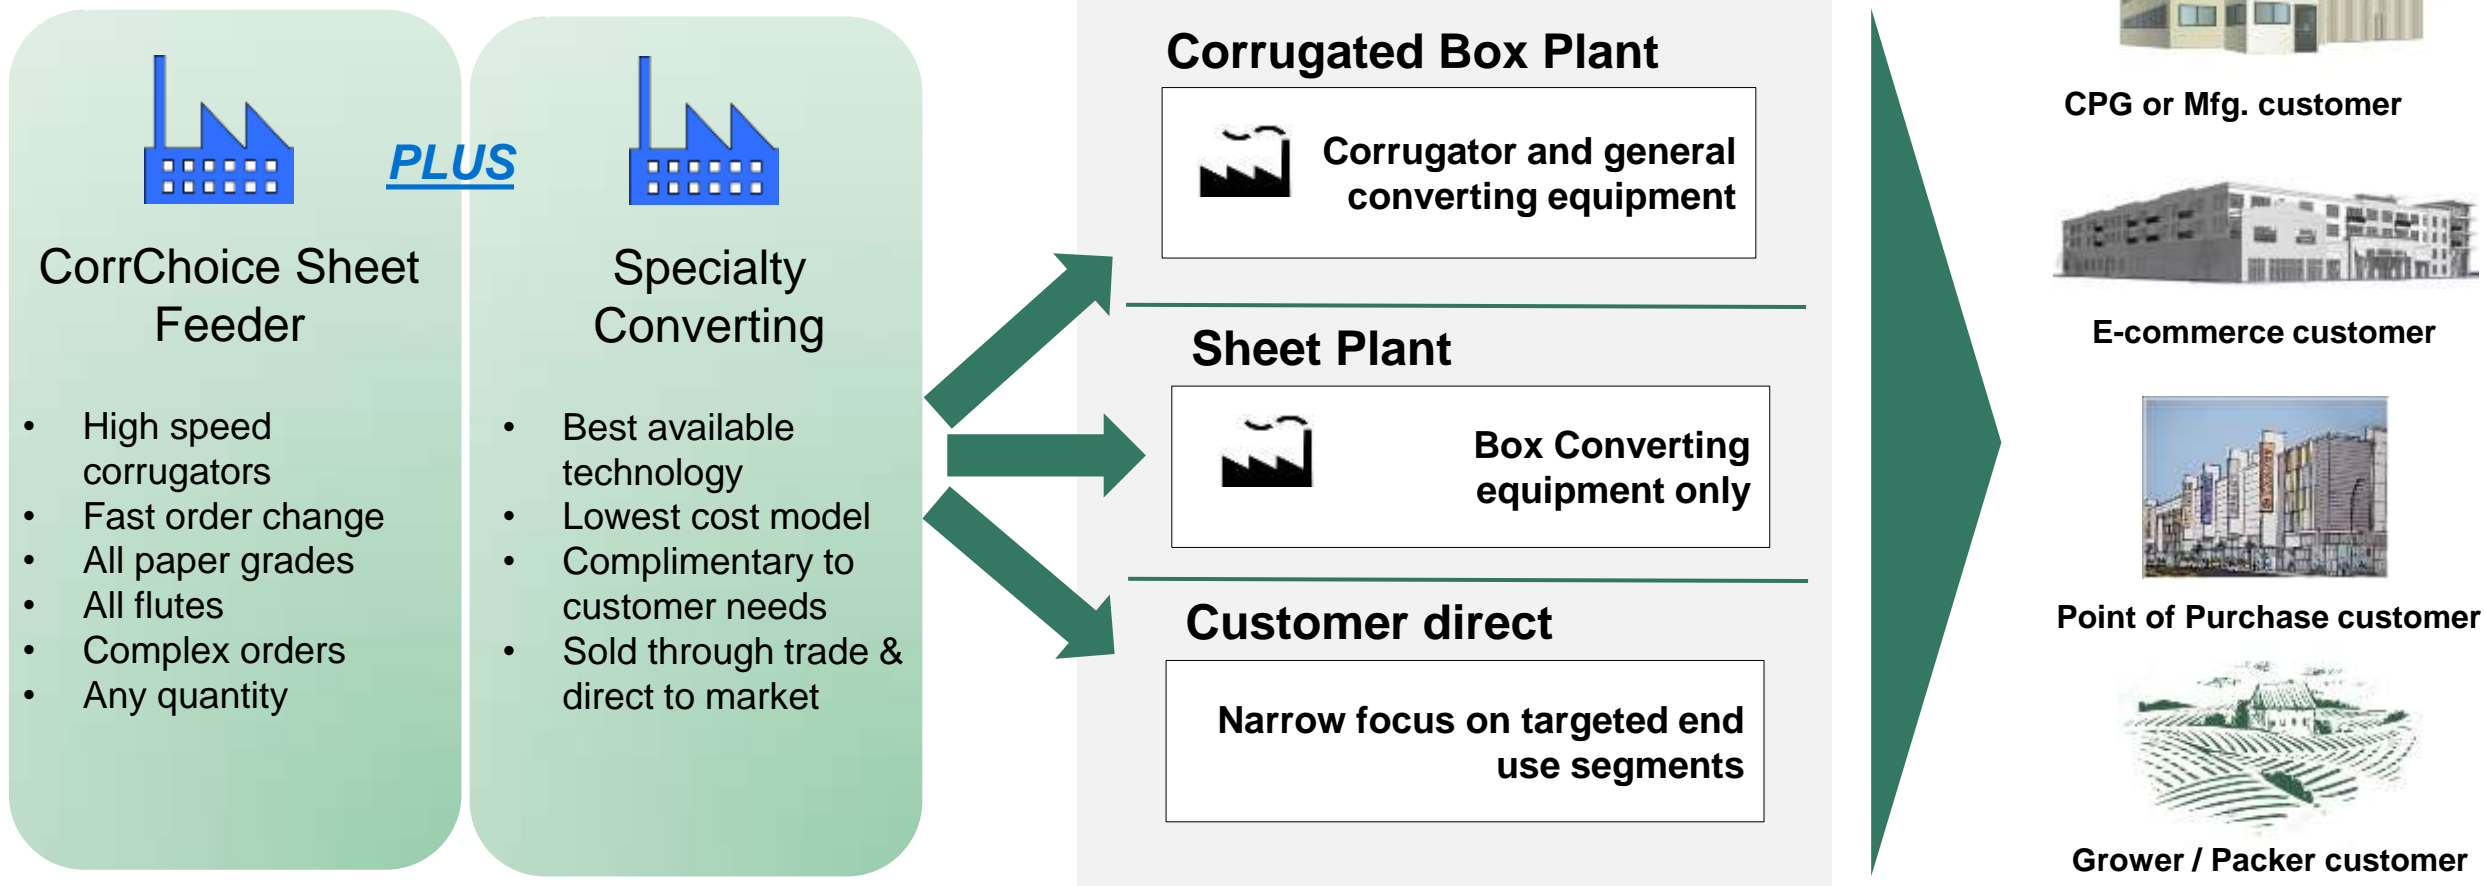 PLUS
CorrChoice Sheet
Feeder
• High speed
corrugators
• Fast order change
• All paper grades
• All flutes
• Complex orders
• Any quantity
Specialty
Converting
• Best available
technology
• Lowest cost model
• Complimentary to
customer needs
• Sold through trade &
direct to market
Corrugated Box Plant
Corrugator and general
converting equipment
Sheet Plant
Box Converting
equipment only
Customer direct
Narrow focus on targeted end
use segments
CPG or Mfg. customer
E-commerce customer
Point of Purchase customer
Grower / Packer customer